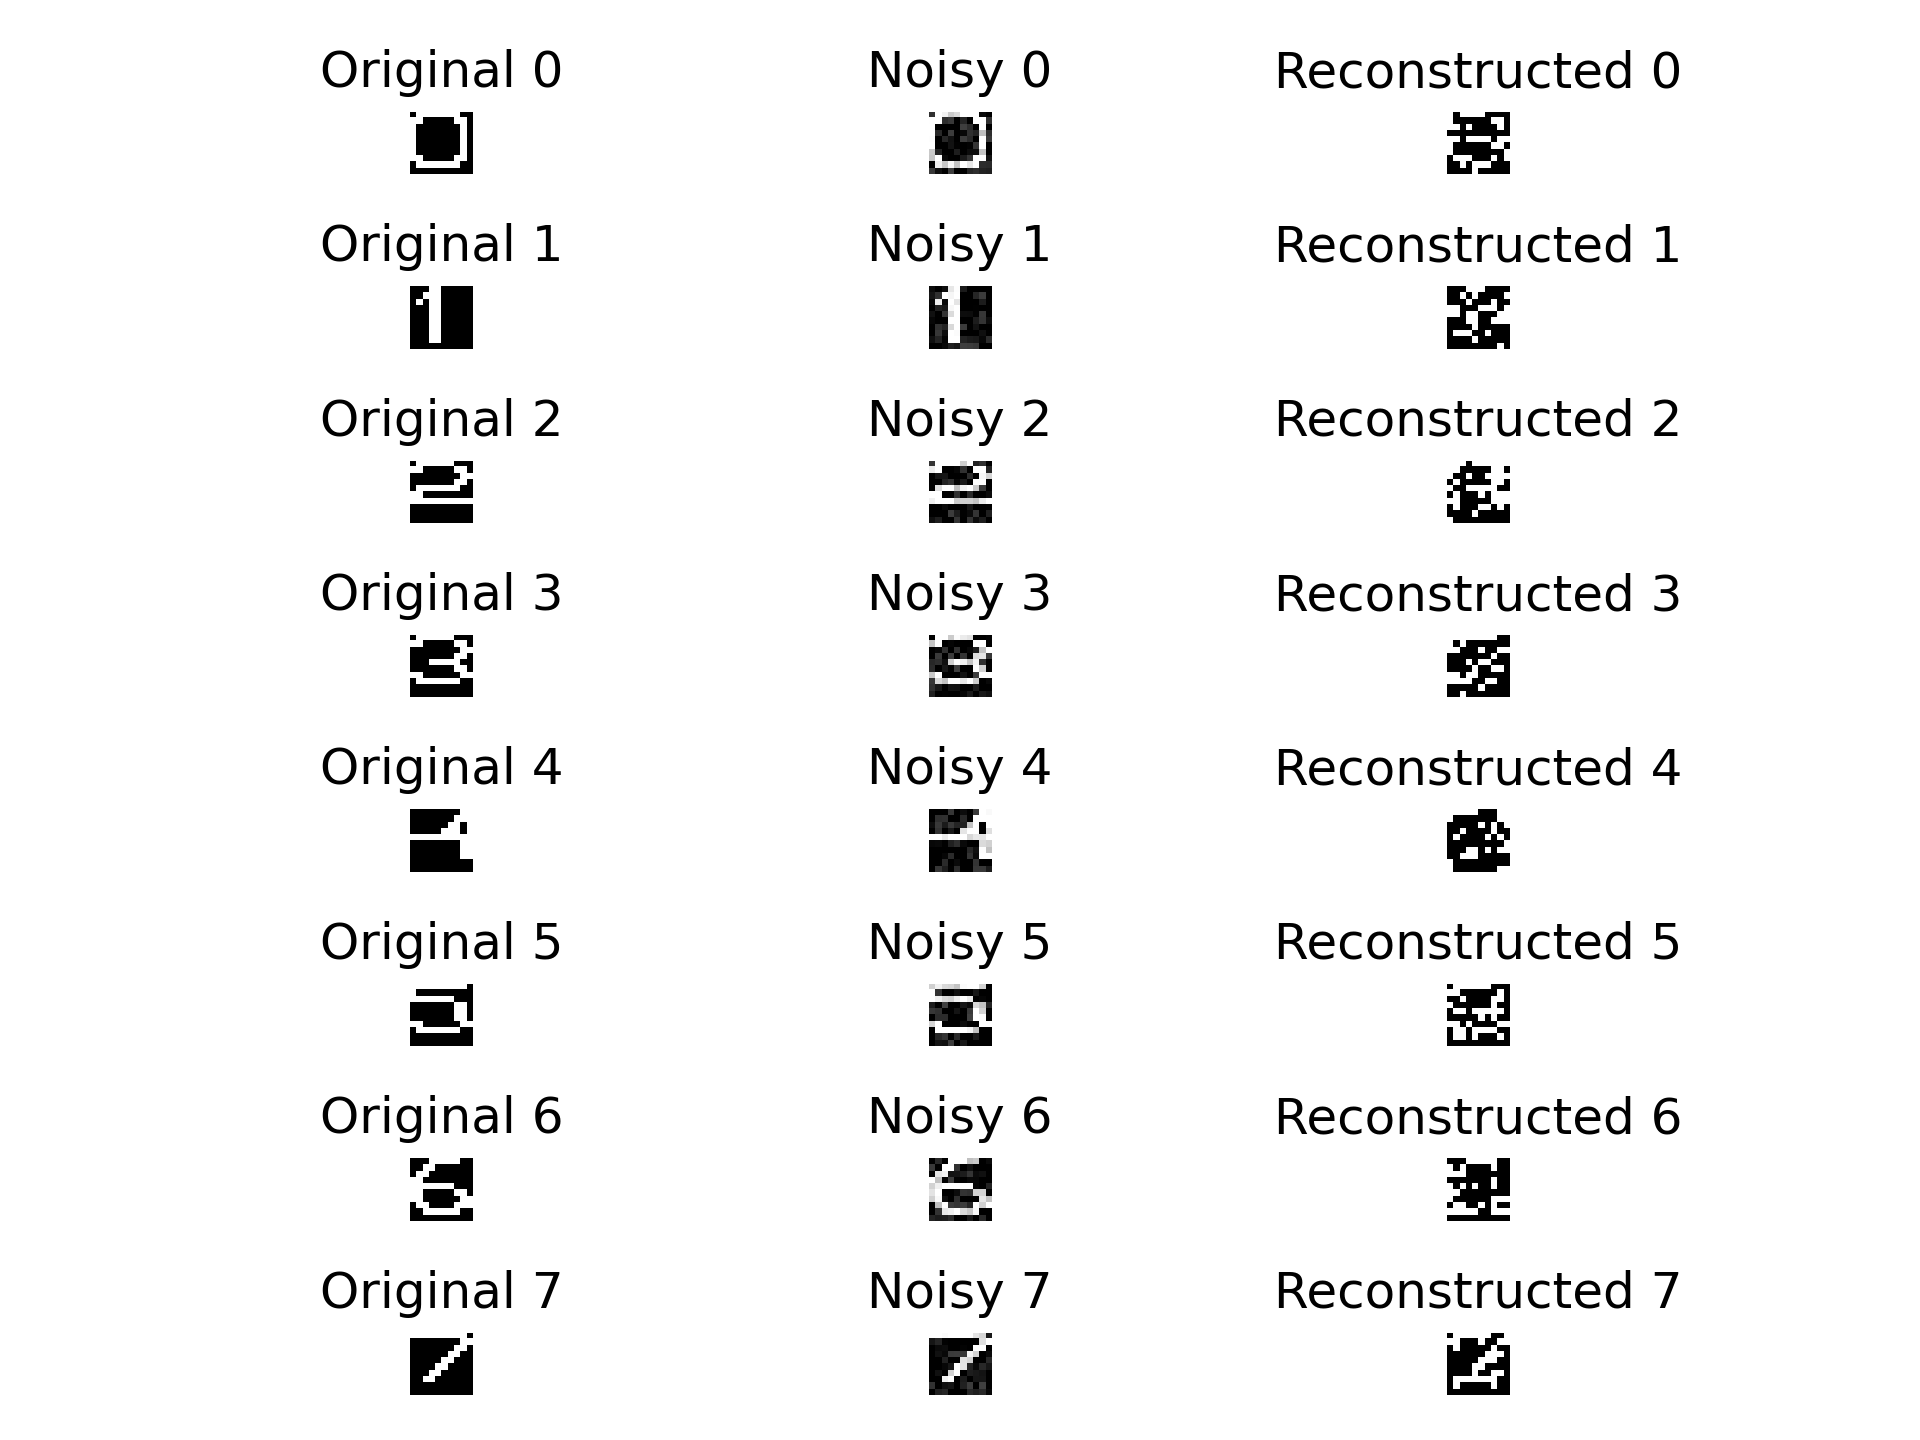 Original 0 Noisy 0 Reconstructed 0
Original 1 Noisy 1 Reconstructed 1
Original 2 Noisy 2 Reconstructed 2
Original 3 Noisy 3 Reconstructed 3
Original 4 Noisy 4 Reconstructed 4
Original 5 Noisy 5 Reconstructed 5
Original 6 Noisy 6 Reconstructed 6
Original 7 Noisy 7 Reconstructed 7